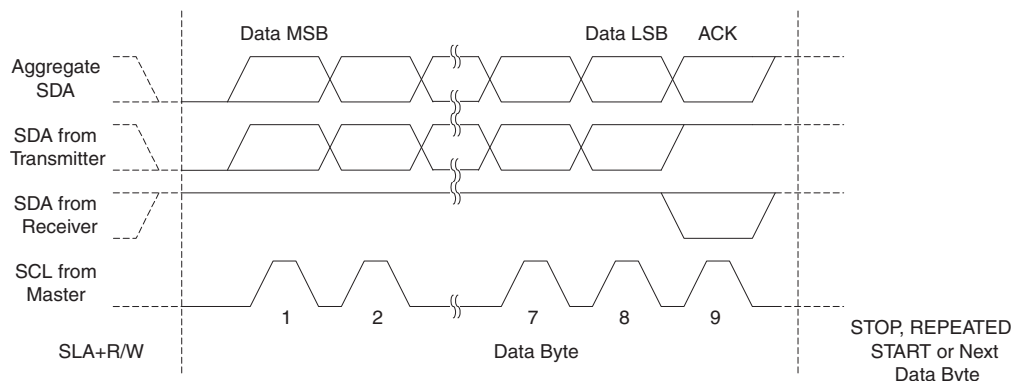 Data MSB
Data LSB
ACK
Aggregate
SDA
SDA from
Transmitter
SDA from
Receiver
SCL from
Master
1
2
7
8
9
SLA+R/W
Data Byte
STOP, REPEATED
START or Next
Data Byte